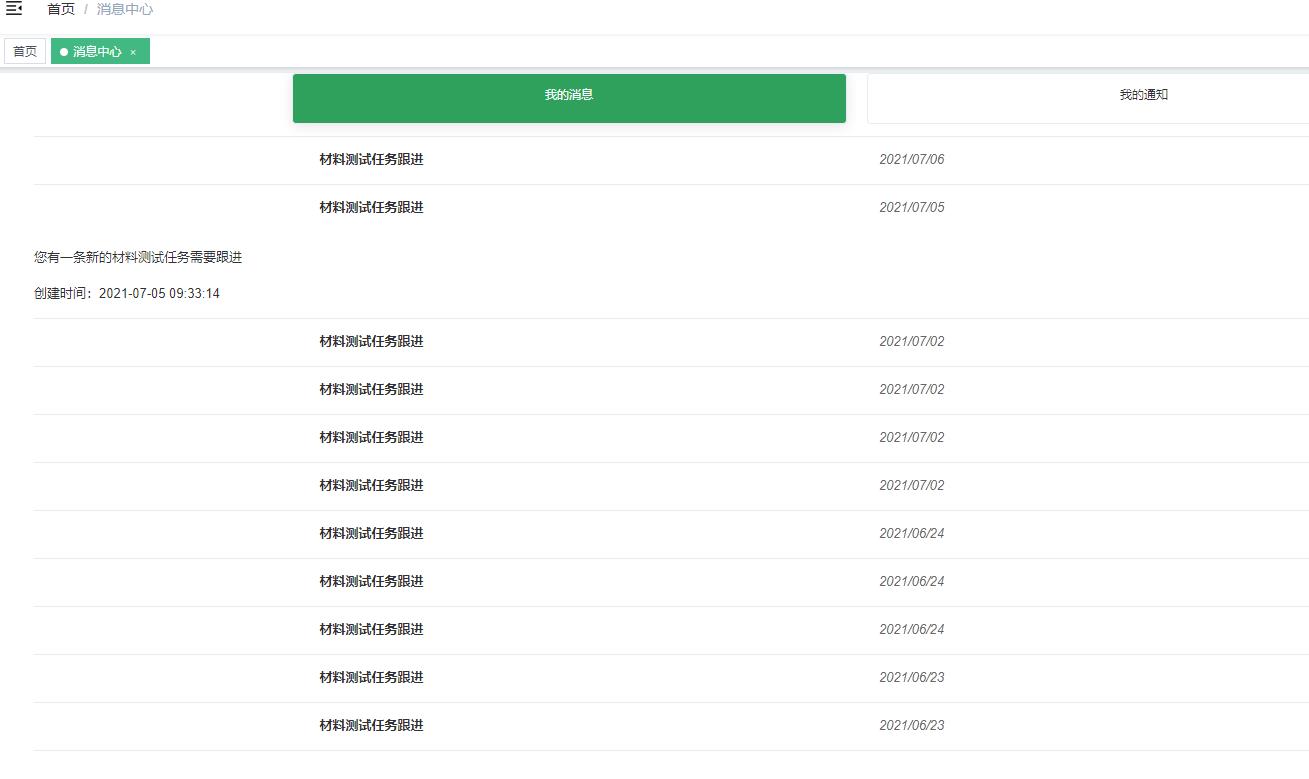 首页 / 消息中心
首页 消息中心 ×
我的消息 我的通知
材料测试任务跟进 2021/07/06
材料测试任务跟进 2021/07/05
您有一条新的材料测试任务需要跟进
创建时间：2021-07-05 09:33:14
材料测试任务跟进 2021/07/02
材料测试任务跟进 2021/07/02
材料测试任务跟进 2021/07/02
材料测试任务跟进 2021/07/02
材料测试任务跟进 2021/06/24
材料测试任务跟进 2021/06/24
材料测试任务跟进 2021/06/24
材料测试任务跟进 2021/06/23
材料测试任务跟进 2021/06/23